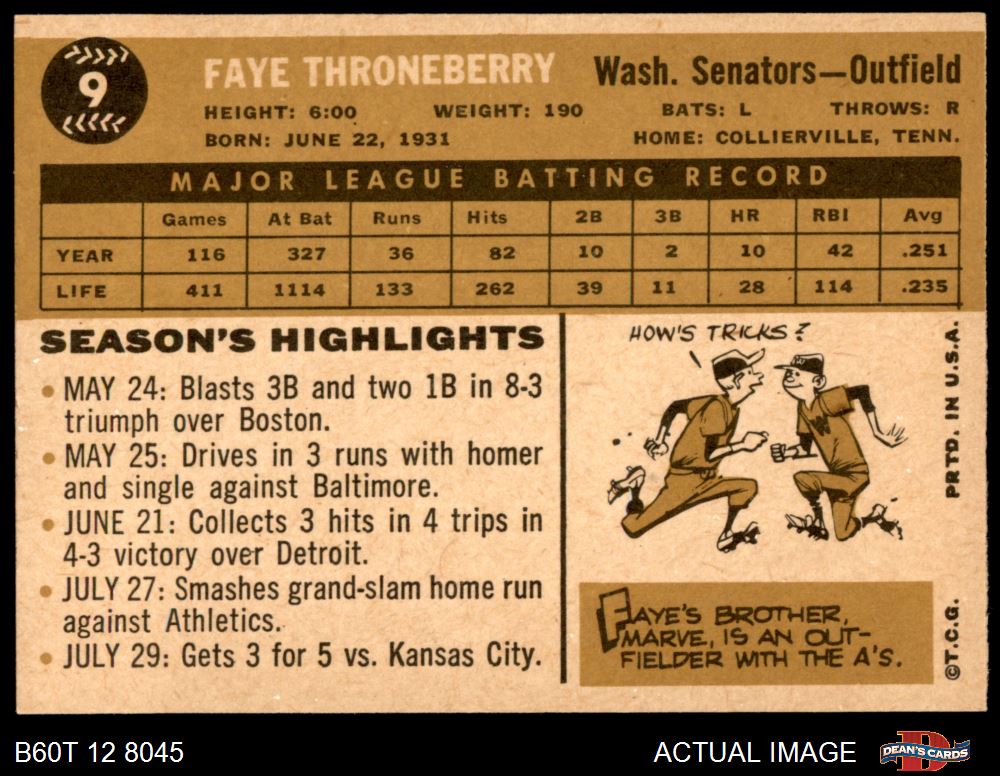 9
FAYE THRONEBERRY Wash. Senators—Outfield
HEIGHT: 6:00 WEIGHT: 190 BATS: L THROWS: R
BORN: JUNE 22, 1931 HOME: COLLIERVILLE, TENN.
MAJOR LEAGUE BATTING RECORD
Games At Bat Runs Hits 2B 3B HR RBI Avg
YEAR 116 327 36 82 10 2 10 42 .251
LIFE 411 1114 133 262 39 11 28 114 .235
SEASON'S HIGHLIGHTS
• MAY 24: Blasts 3B and two 1B in 8-3
triumph over Boston.
• MAY 25: Drives in 3 runs with homer
and single against Baltimore.
• JUNE 21: Collects 3 hits in 4 trips in
4-3 victory over Detroit.
• JULY 27: Smashes grand-slam home run
against Athletics.
• JULY 29: Gets 3 for 5 vs. Kansas City.
HOW'S TRICKS?
W
W
FAYE'S BROTHER,
MARVE, IS AN OUT-
FIELDER WITH THE A'S.
PRTD. IN U.S.A.
©T.C.G.
B60T 12 8045
ACTUAL IMAGE
D
DEAN'S CARDS